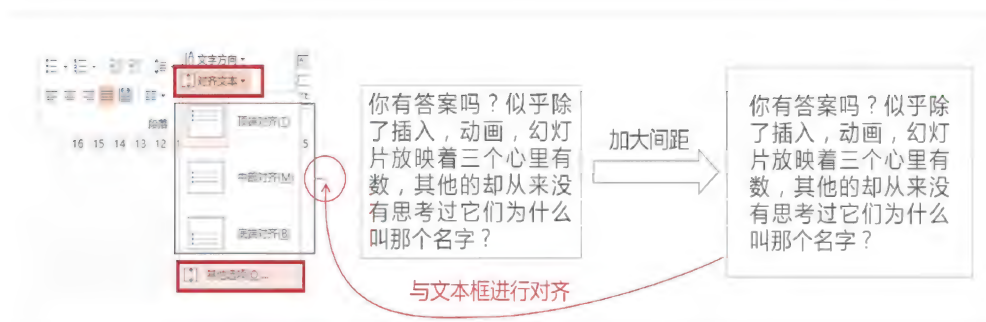 文字方向
对齐文本
段落
16 15 14 13 12
5
顶端对齐(T)
中部对齐(M)
底端对齐(B)
其他选项(O)...
你有答案吗？似乎除
了插入，动画，幻灯
片放映着三个心里有
数，其他的却从来没
有思考过它们为什么
叫那个名字？
加大间距
你有答案吗？似乎除
了插入，动画，幻灯
片放映着三个心里有
数，其他的却从来没
有思考过它们为什么
叫那个名字？
与文本框进行对齐